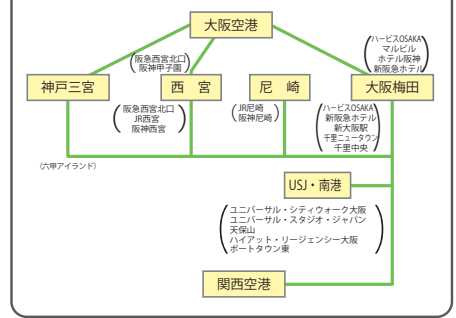 大阪空港
阪急西宮北口
阪神甲子園
ハービスOSAKA
マルビル
ホテル阪神
新阪急ホテル
神戸三宮
西 宮
尼 崎
大阪梅田
阪急西宮北口
JR西宮
阪神西宮
JR尼崎
阪神尼崎
ハービスOSAKA
新阪急ホテル
新大阪駅
千里ニュータウン
千里中央
(六甲アイランド)
USJ・南港
ユニバーサル・シティウォーク大阪
ユニバーサル・スタジオ・ジャパン
天保山
ハイアット・リージェンシー大阪
ポートタウン東
関西空港